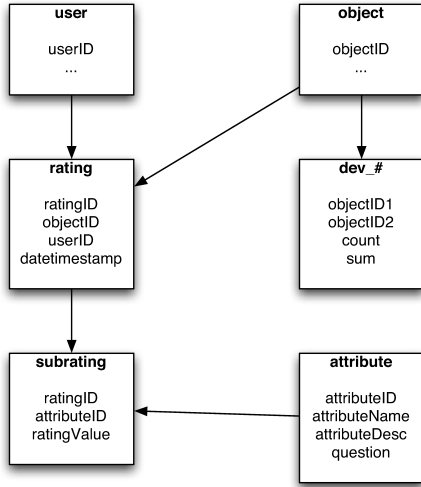 user
userID
...
object
objectID
...
rating
ratingID
objectID
userID
datetimestamp
dev_#
objectID1
objectID2
count
sum
subrating
ratingID
attributeID
ratingValue
attribute
attributeID
attributeName
attributeDesc
question